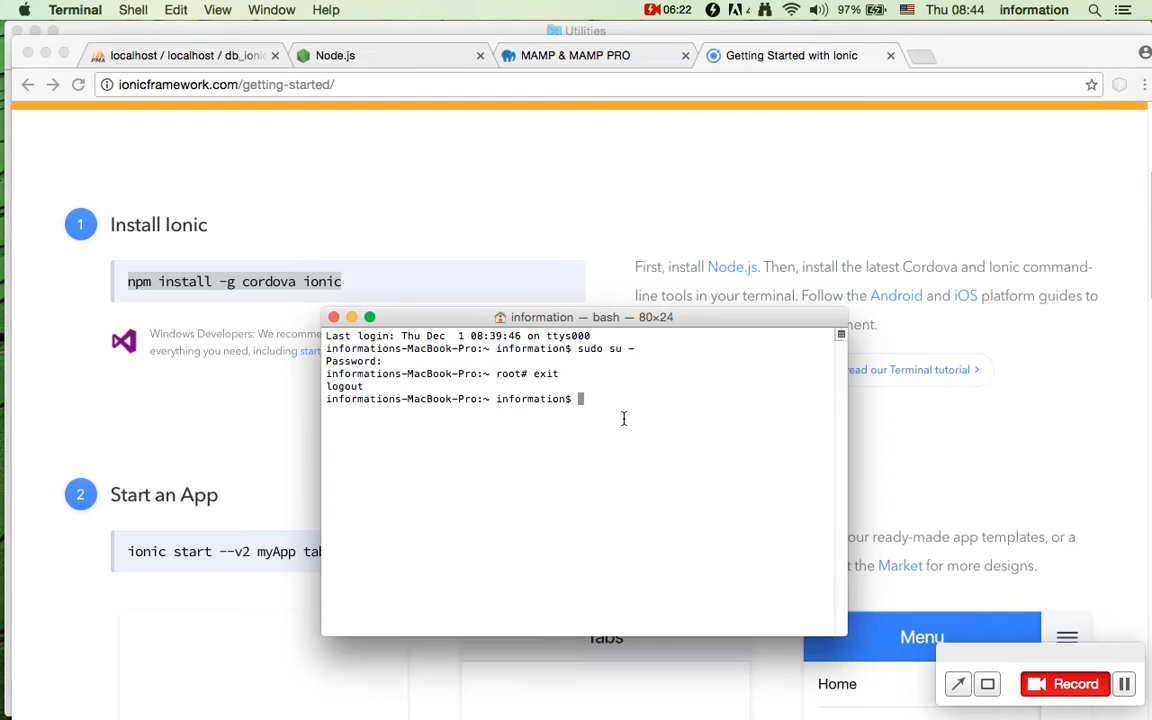 Terminal Shell Edit View Window Help 06:22 4 97% Thu 08:44 information
Utilities
localhost / localhost / db_ionic Node.js MAMP & MAMP PRO Getting Started with Ionic
ionicframework.com/getting-started/
1 Install Ionic
npm install -g cordova ionic
First, install Node.js. Then, install the latest Cordova and Ionic command-
line tools in your terminal. Follow the Android and iOS platform guides to
ment.
Windows Developers: We recomme
everything you need, including start
ead our Terminal tutorial >
information — bash — 80×24
Last login: Thu Dec  1 08:39:46 on ttys000
informations-MacBook-Pro:~ information$ sudo su -
Password:
informations-MacBook-Pro:~ root# exit
logout
informations-MacBook-Pro:~ information$
2 Start an App
ionic start --v2 myApp tab
our ready-made app templates, or a
t the Market for more designs.
Tabs
Menu
Home
Record